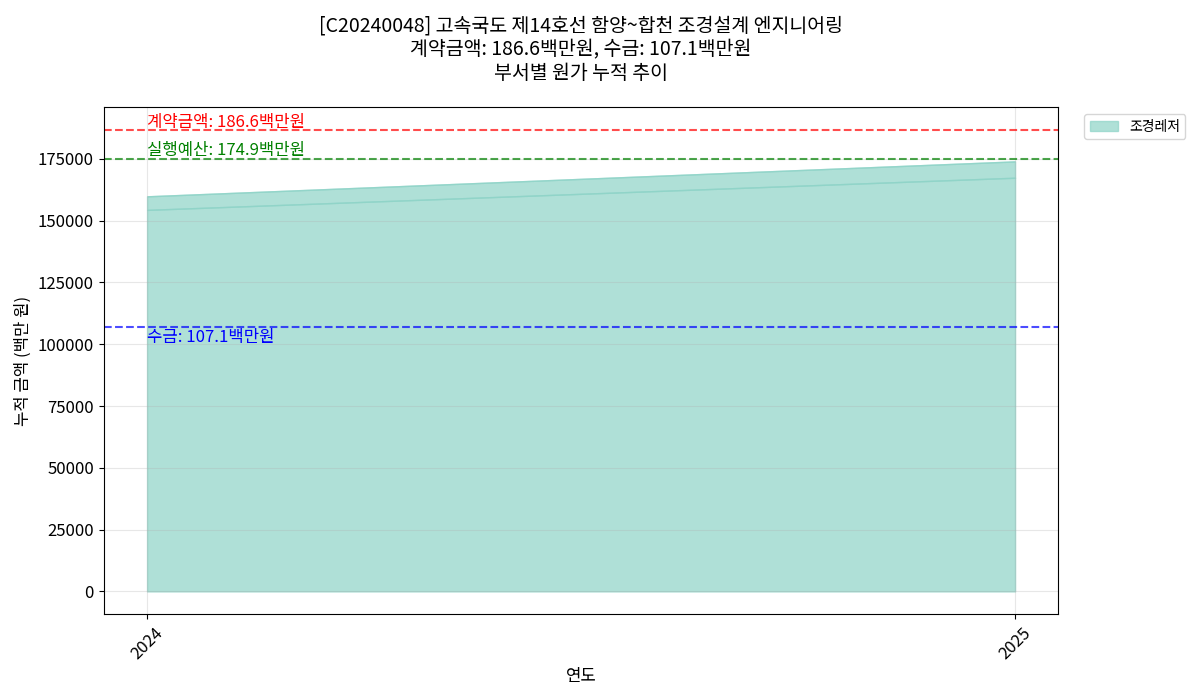 [C20240048] 고속국도 제14호선 함양~합천 조경설계 엔지니어링
계약금액: 186.6백만원, 수금: 107.1백만원
부서별 원가 누적 추이
조경레저
계약금액: 186.6백만원
실행예산: 174.9백만원
수금: 107.1백만원
175000
150000
125000
100000
75000
50000
25000
0
누적 금액 (백만 원)
2024
2025
연도